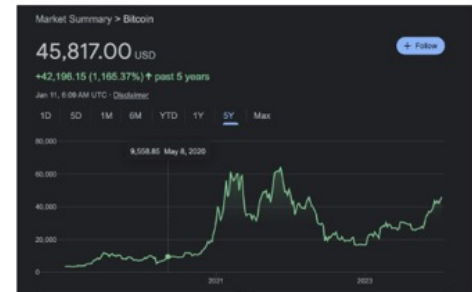 Market Summary > Bitcoin
45,817.00 USD
+ Follow
+42,196.15 (1,165.37%) ↑ past 5 years
Jan 11, 6:09 AM UTC · Disclaimer
1D 5D 1M 6M YTD 1Y 5Y Max
80,000
9,558.85 May 8, 2020
60,000
40,000
20,000
0
2021 2023